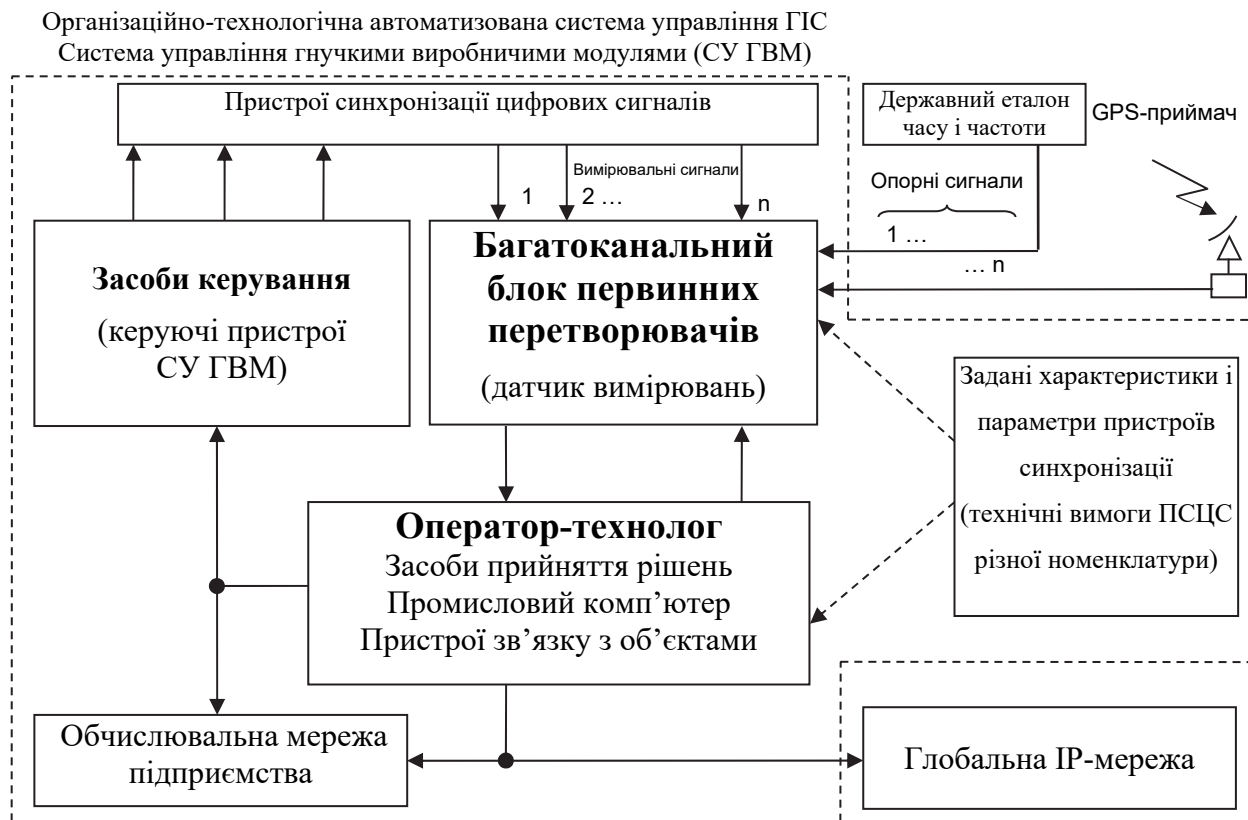 Організаційно-технологічна автоматизована система управління ГІС
Система управління гнучкими виробничими модулями (СУ ГВМ)
Пристрої синхронізації цифрових сигналів
Державний еталон
часу і частоти
GPS-приймач
Вимірювальні сигнали
1
2 …
n
Опорні сигнали
1 …
… n
Засоби керування
(керуючі пристрої
СУ ГВМ)
Багатоканальний
блок первинних
перетворювачів
(датчик вимірювань)
Задані характеристики і
параметри пристроїв
синхронізації
(технічні вимоги ПСЦС
різної номенклатури)
Оператор-технолог
Засоби прийняття рішень
Промисловий комп’ютер
Пристрої зв’язку з об’єктами
Обчислювальна мережа
підприємства
Глобальна IP-мережа